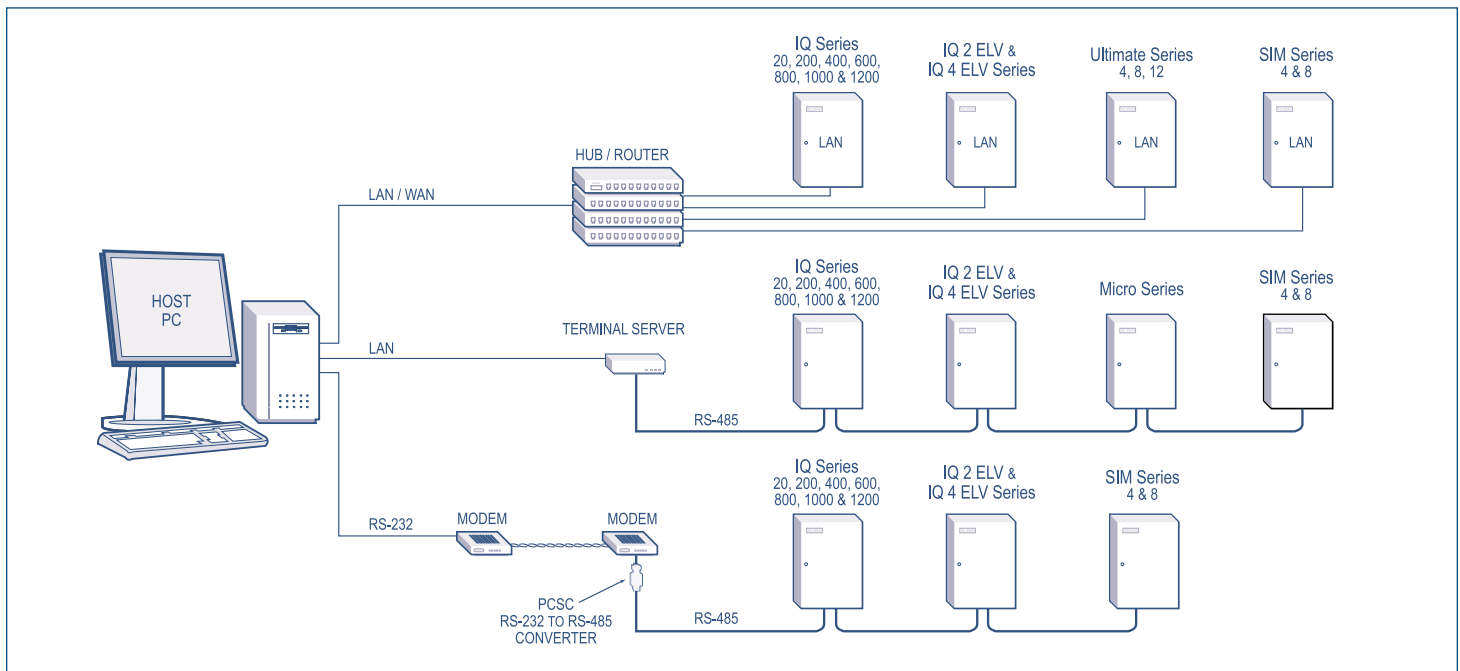 IQ Series
20, 200, 400, 600,
800, 1000 & 1200
IQ 2 ELV &
IQ 4 ELV Series
Ultimate Series
4, 8, 12
SIM Series
4 & 8
LAN
LAN
LAN
LAN
HUB / ROUTER
LAN / WAN
HOST
PC
IQ Series
20, 200, 400, 600,
800, 1000 & 1200
IQ 2 ELV &
IQ 4 ELV Series
Micro Series
SIM Series
4 & 8
TERMINAL SERVER
LAN
RS-485
IQ Series
20, 200, 400, 600,
800, 1000 & 1200
IQ 2 ELV &
IQ 4 ELV Series
SIM Series
4 & 8
RS-232
MODEM
MODEM
PCSC
RS-232 TO RS-485
CONVERTER
RS-485